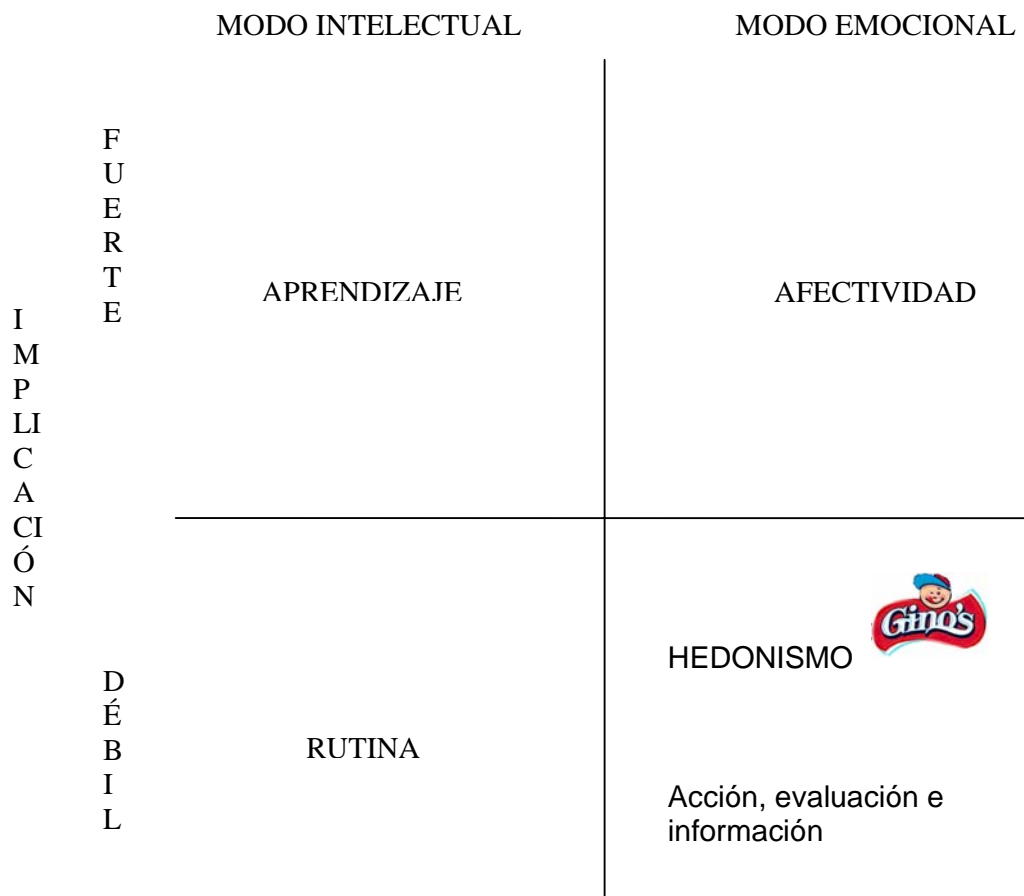 MODO INTELECTUAL
MODO EMOCIONAL
I
M
P
LI
C
A
CI
Ó
N
F
U
E
R
T
E
APRENDIZAJE
AFECTIVIDAD
D
É
B
I
L
RUTINA
Gino's
HEDONISMO
Acción, evaluación e
información